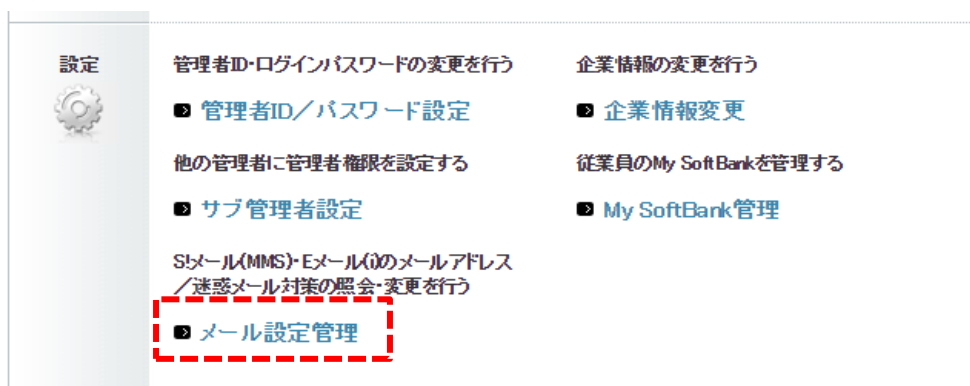 設定
管理者ID・ログインパスワードの変更を行う
管理者ID／パスワード設定
他の管理者に管理者権限を設定する
サブ管理者設定
S!メール(MMS)・Eメール(i)のメールアドレス
／迷惑メール対策の照会・変更を行う
メール設定管理
企業情報の変更を行う
企業情報変更
従業員のMy SoftBankを管理する
My SoftBank管理